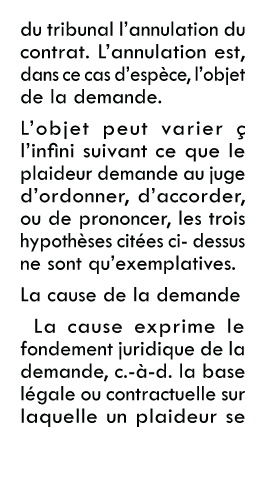 du tribunal l'annulation du
contrat. L'annulation est,
dans ce cas d'espèce, l'objet
de la demande.
L'objet peut varier ç
l'infini suivant ce que le
plaideur demande au juge
d'ordonner, d'accorder,
ou de prononcer, les trois
hypothèses citées ci- dessus
ne sont qu'exemplatives.
La cause de la demande
La cause exprime le
fondement juridique de la
demande, c.-à-d. la base
légale ou contractuelle sur
laquelle un plaideur se